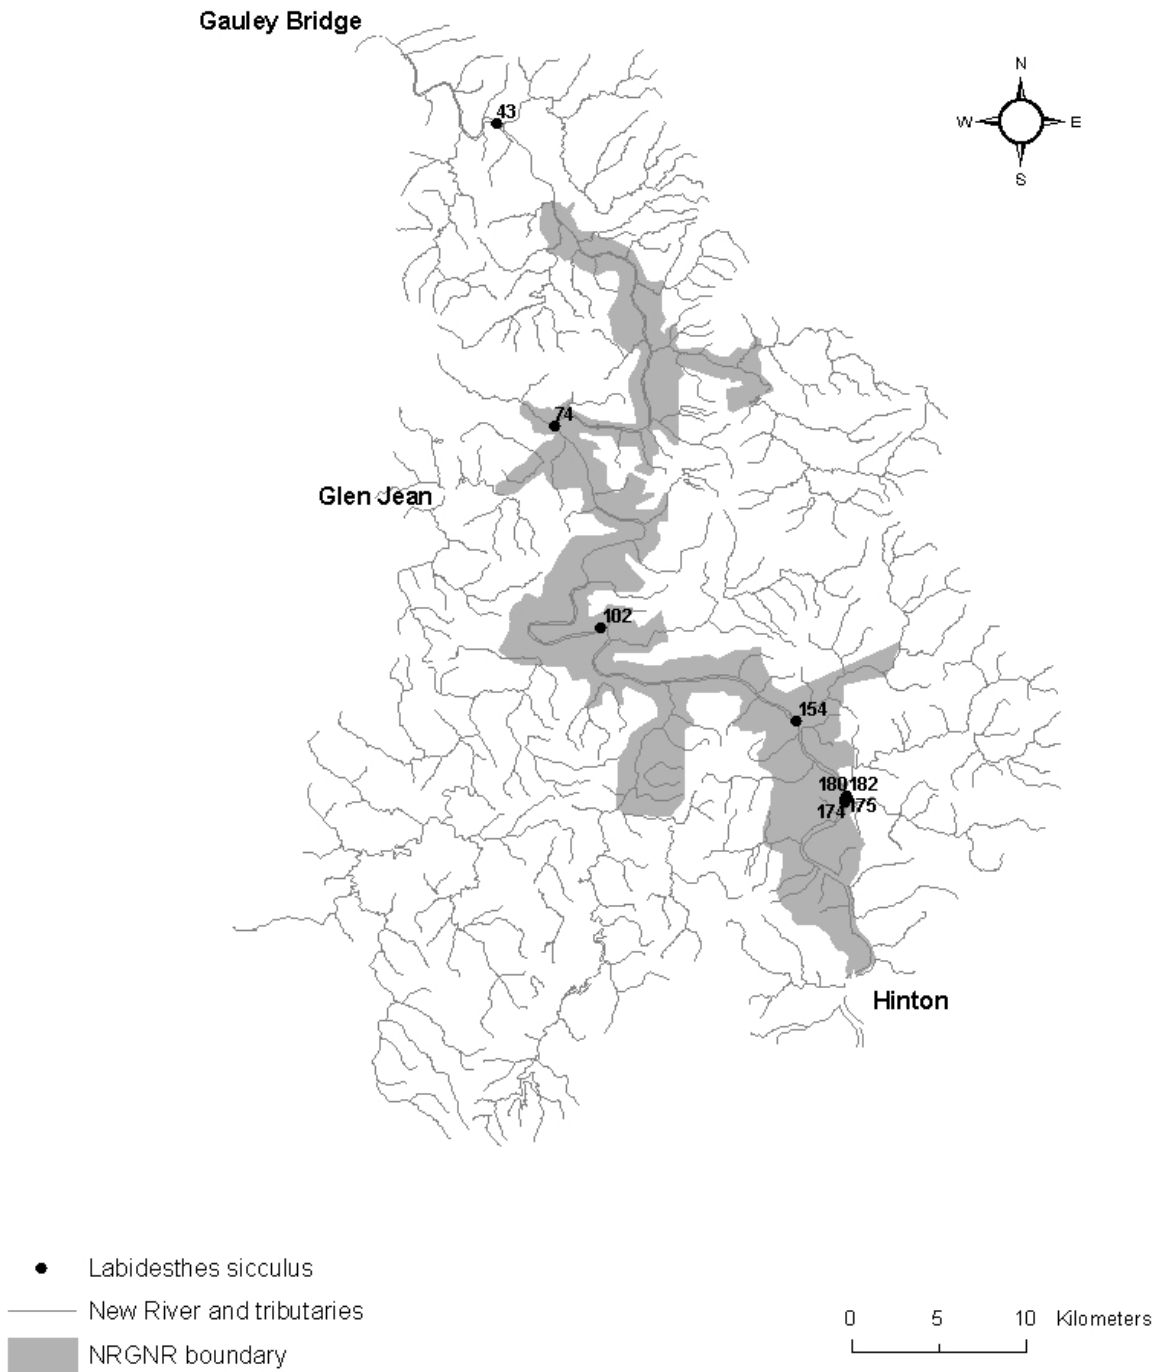 Gauley Bridge
N
W E
S
43
74
Glen Jean
102
154
180 182
174 175
Hinton
Labidesthes sicculus
New River and tributaries
NRGNR boundary
0 5 10 Kilometers